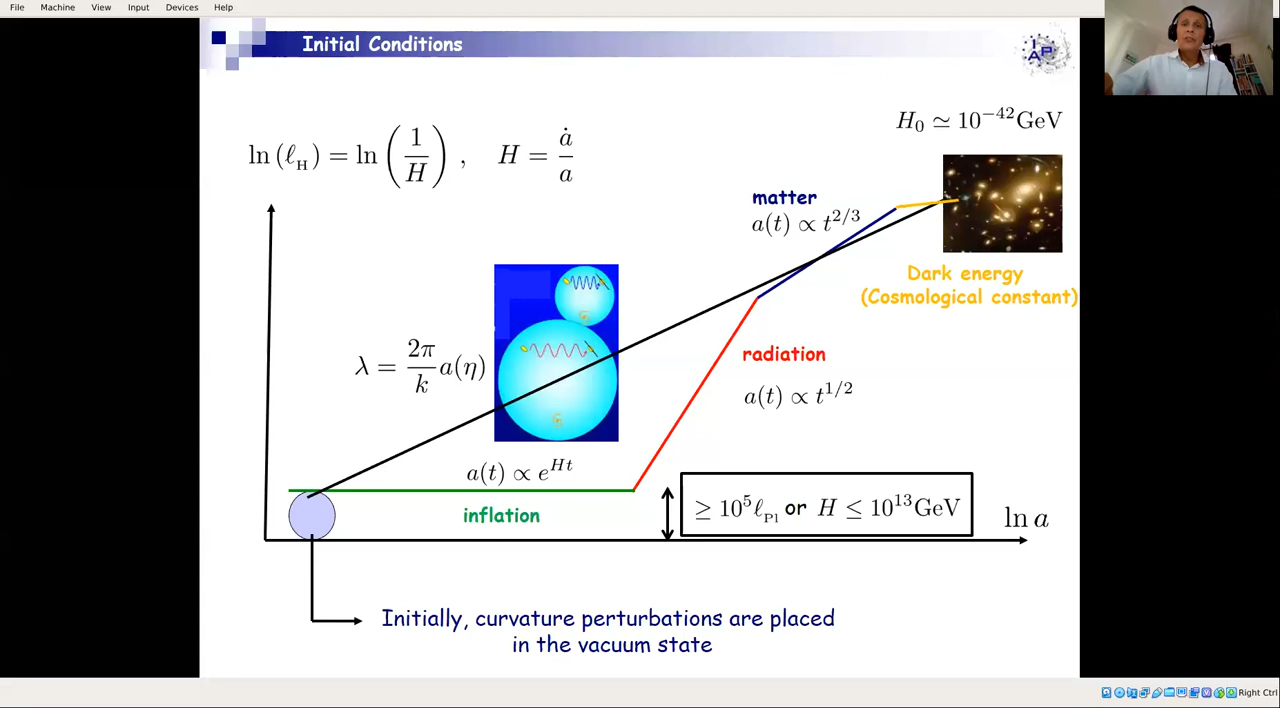 File Machine View Input Devices Help
Initial Conditions
IAP
H₀ ≃ 10⁻⁴²GeV
ln (ℓ_H) = ln (1/H) , H = ȧ/a
matter
a(t) ∝ t^{2/3}
Dark energy
(Cosmological constant)
λ = 2π/k a(η)
radiation
a(t) ∝ t^{1/2}
a(t) ∝ e^{Ht}
inflation
≥ 10⁵ℓ_Pl or H ≤ 10¹³GeV
ln a
Initially, curvature perturbations are placed
in the vacuum state
Right Ctrl